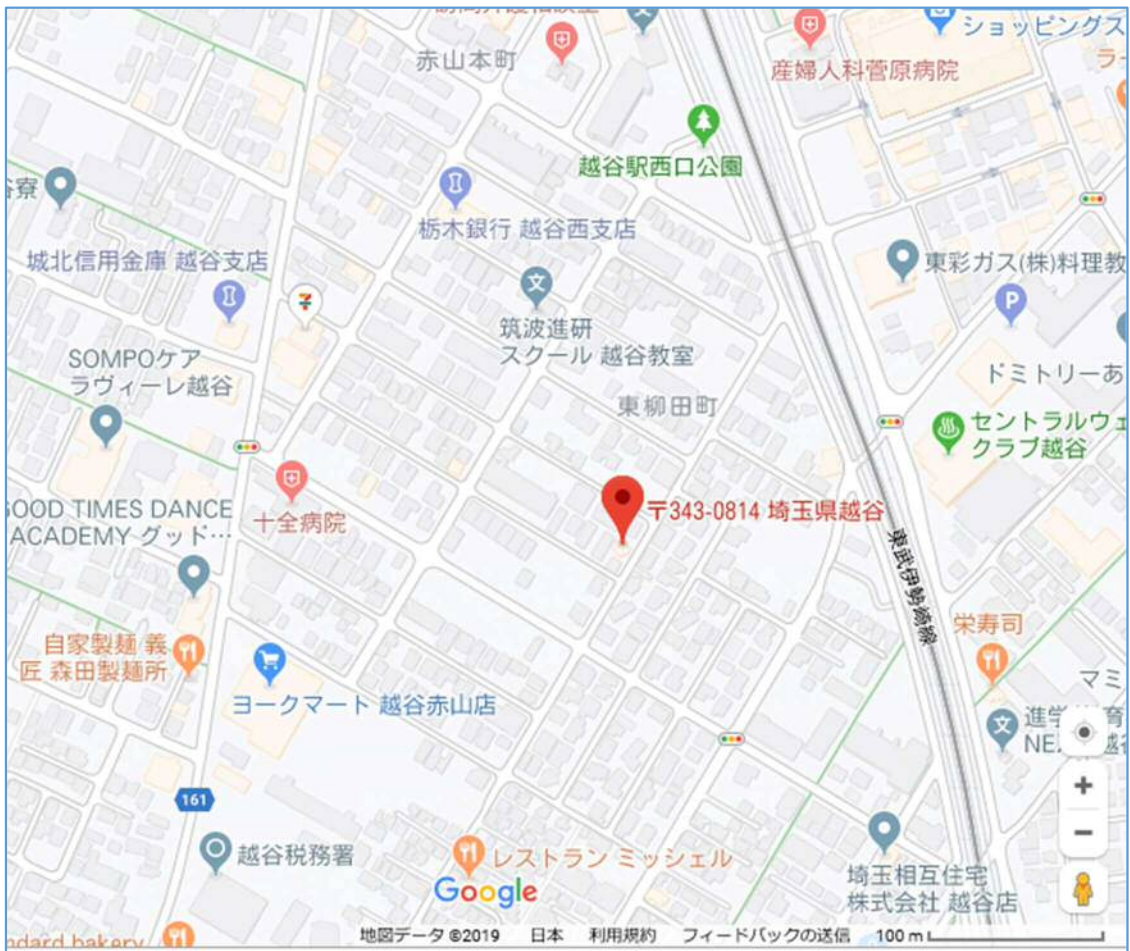 赤山本町
ショッピングス
産婦人科菅原病院
越谷駅西口公園
栃木銀行 越谷西支店
城北信用金庫 越谷支店
東彩ガス(株)料理教
P
筑波進研
スクール 越谷教室
SOMPOケア
ラヴィーレ越谷
ドミトリーあ
東柳田町
セントラルウェ
クラブ越谷
〒343-0814 埼玉県越谷
GOOD TIMES DANCE
ACADEMY グッド…
十全病院
東武伊勢崎線
栄寿司
自家製麺 義
匠 森田製麺所
ヨークマート 越谷赤山店
マミ
161
越谷税務署
レストラン ミッシェル
埼玉相互住宅
株式会社 越谷店
Google
地図データ ©2019 日本 利用規約 フィードバックの送信 100 m